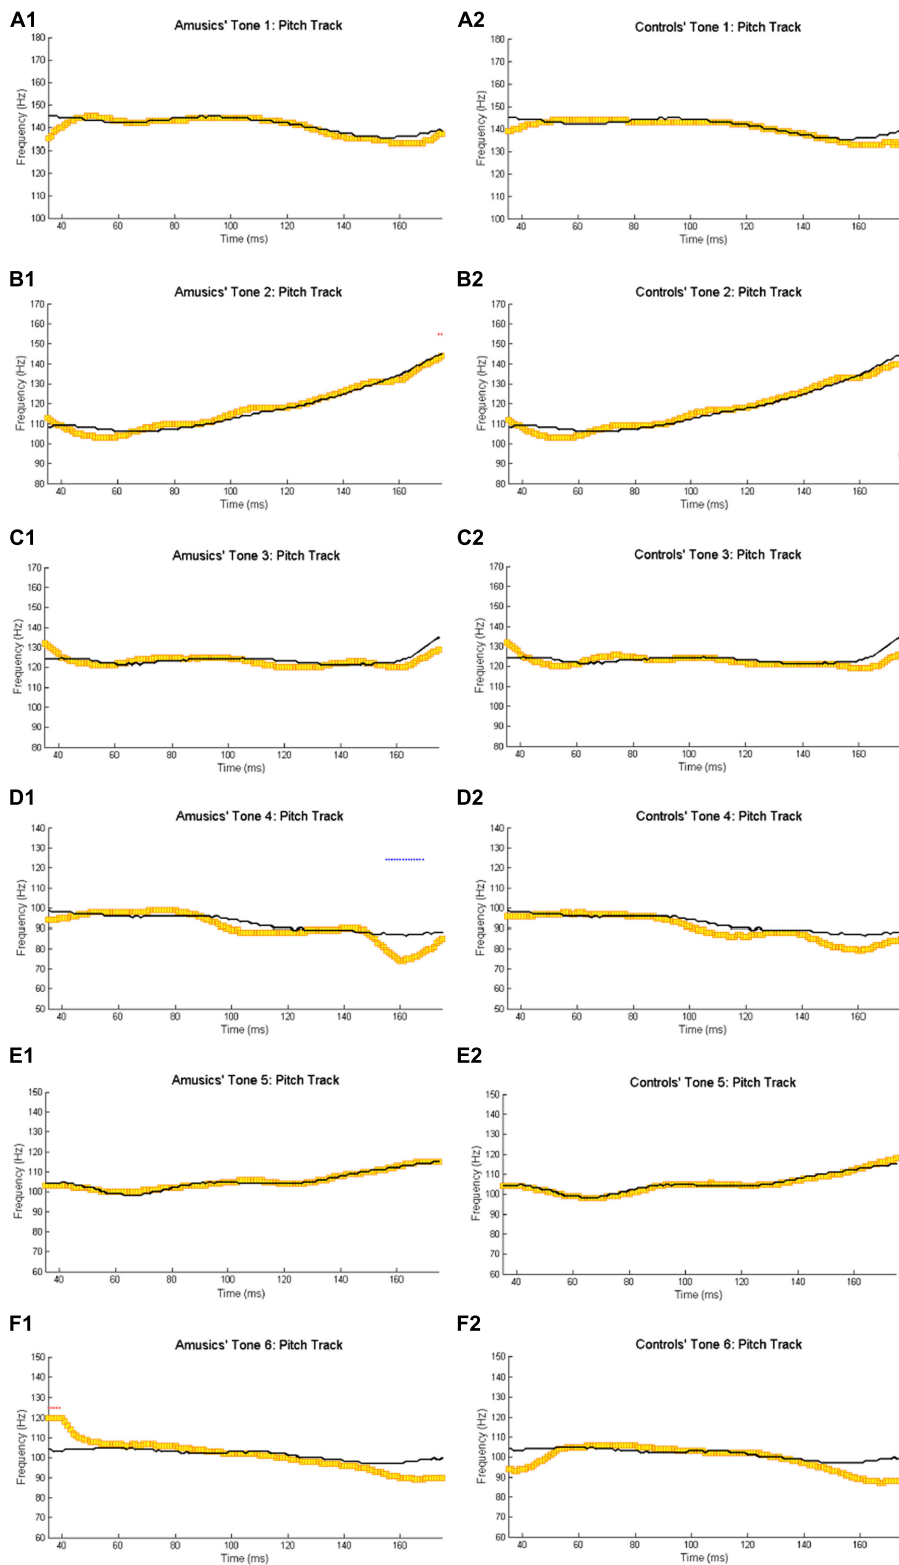 A1
Amusics' Tone 1: Pitch Track
180
170
160
150
140
130
120
110
100
Frequency (Hz)
40 60 80 100 120 140 160
Time (ms)
A2
Controls' Tone 1: Pitch Track
180
170
160
150
140
130
120
110
100
Frequency (Hz)
40 60 80 100 120 140 160
Time (ms)
B1
Amusics' Tone 2: Pitch Track
170
160
150
140
130
120
110
100
90
80
Frequency (Hz)
40 60 80 100 120 140 160
Time (ms)
B2
Controls' Tone 2: Pitch Track
170
160
150
140
130
120
110
100
90
80
Frequency (Hz)
40 60 80 100 120 140 160
Time (ms)
C1
Amusics' Tone 3: Pitch Track
170
160
150
140
130
120
110
100
90
80
Frequency (Hz)
40 60 80 100 120 140 160
Time (ms)
C2
Controls' Tone 3: Pitch Track
170
160
150
140
130
120
110
100
90
80
Frequency (Hz)
40 60 80 100 120 140 160
Time (ms)
D1
Amusics' Tone 4: Pitch Track
140
130
120
110
100
90
80
70
60
50
Frequency (Hz)
40 60 80 100 120 140 160
Time (ms)
D2
Controls' Tone 4: Pitch Track
140
130
120
110
100
90
80
70
60
50
Frequency (Hz)
40 60 80 100 120 140 160
Time (ms)
E1
Amusics' Tone 5: Pitch Track
150
140
130
120
110
100
90
80
70
60
Frequency (Hz)
40 60 80 100 120 140 160
Time (ms)
E2
Controls' Tone 5: Pitch Track
150
140
130
120
110
100
90
80
70
60
Frequency (Hz)
40 60 80 100 120 140 160
Time (ms)
F1
Amusics' Tone 6: Pitch Track
150
140
130
120
110
100
90
80
70
60
Frequency (Hz)
40 60 80 100 120 140 160
Time (ms)
F2
Controls' Tone 6: Pitch Track
150
140
130
120
110
100
90
80
70
60
Frequency (Hz)
40 60 80 100 120 140 160
Time (ms)